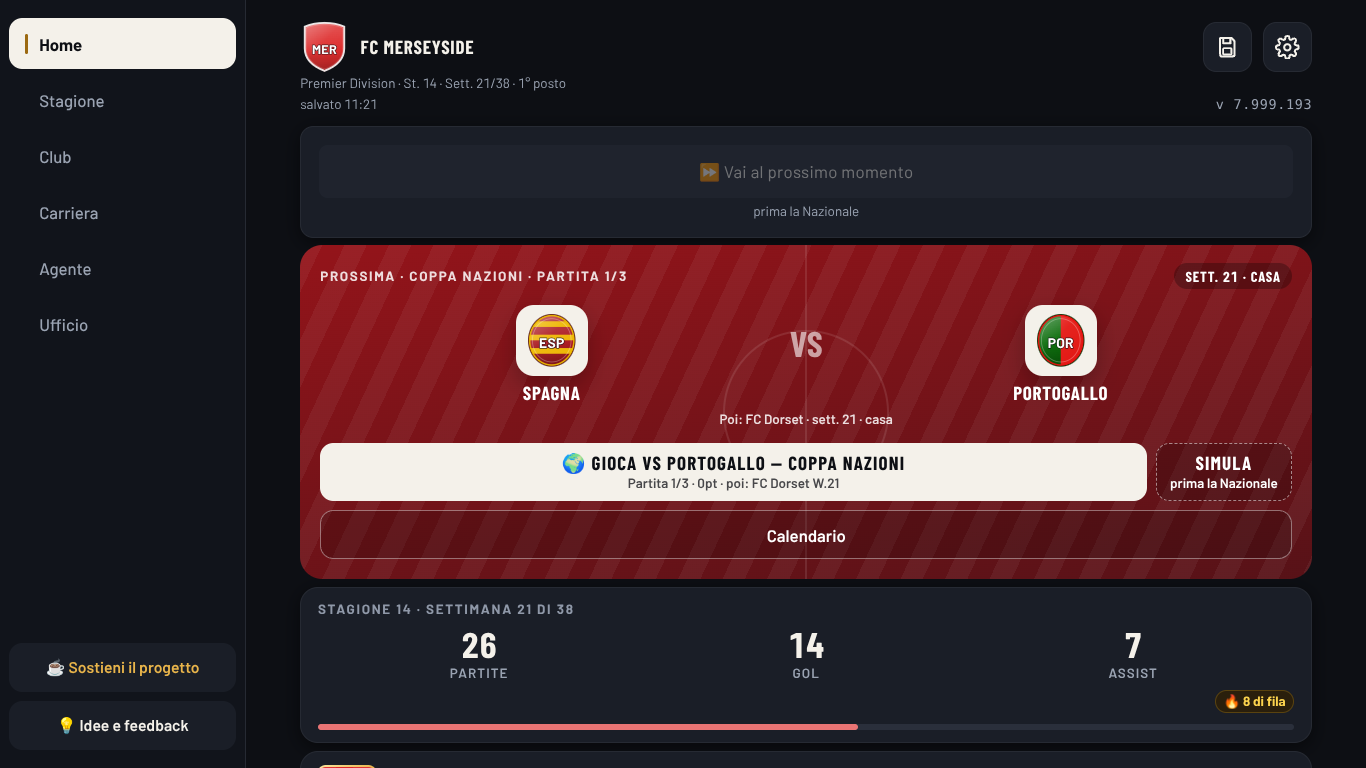 Home
Stagione
Club
Carriera
Agente
Ufficio
☕ Sostieni il progetto
💡 Idee e feedback
MER FC MERSEYSIDE
Premier Division · St. 14 · Sett. 21/38 · 1° posto
salvato 11:21
v 7.999.193
⏩ Vai al prossimo momento
prima la Nazionale
PROSSIMA · COPPA NAZIONI · PARTITA 1/3
SETT. 21 · CASA
ESP
VS
POR
SPAGNA
PORTOGALLO
Poi: FC Dorset · sett. 21 · casa
🌍 GIOCA VS PORTOGALLO — COPPA NAZIONI
Partita 1/3 · 0pt · poi: FC Dorset W.21
SIMULA
prima la Nazionale
Calendario
STAGIONE 14 · SETTIMANA 21 DI 38
26
PARTITE
14
GOL
7
ASSIST
🔥 8 di fila